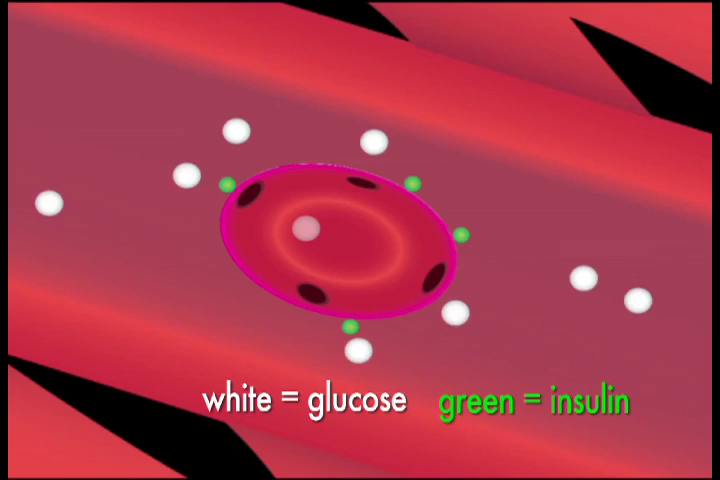 white = glucose green = insulin